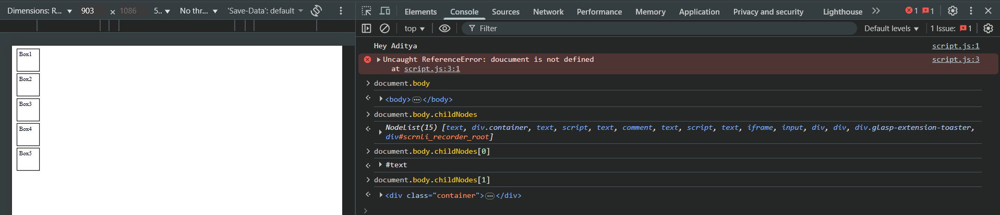 Dimensions: R... 903 × 1086 5.. No thr... 'Save-Data': default
Elements Console Sources Network Performance Memory Application Privacy and security Lighthouse 1 1
top Filter Default levels 1 Issue: 1
Box1
Box2
Box3
Box4
Box5
Hey Aditya script.js:1
Uncaught ReferenceError: doucument is not defined script.js:3
at script.js:3:1
document.body
<body>…</body>
document.body.childNodes
NodeList(15) [text, div.container, text, script, text, comment, text, script, text, iframe, input, div, div, div.glasp-extension-toaster,
div#scrnli_recorder_root]
document.body.childNodes[0]
#text
document.body.childNodes[1]
<div class="container">…</div>